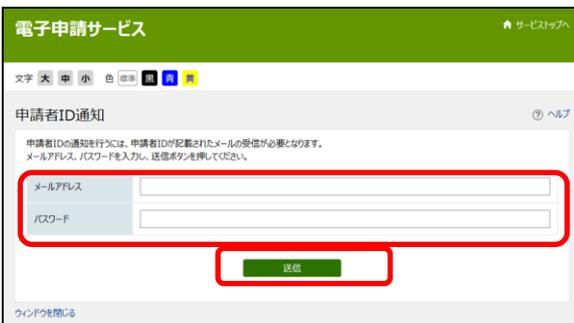 電子申請サービス
サービストップへ
文字 大 中 小 色 標準 黒 青 黄
申請者ID通知
ヘルプ
申請者IDの通知を行うには、申請者IDが記載されたメールの受信が必要となります。
メールアドレス、パスワードを入力し、送信ボタンを押してください。
メールアドレス
パスワード
送信
ウィンドウを閉じる